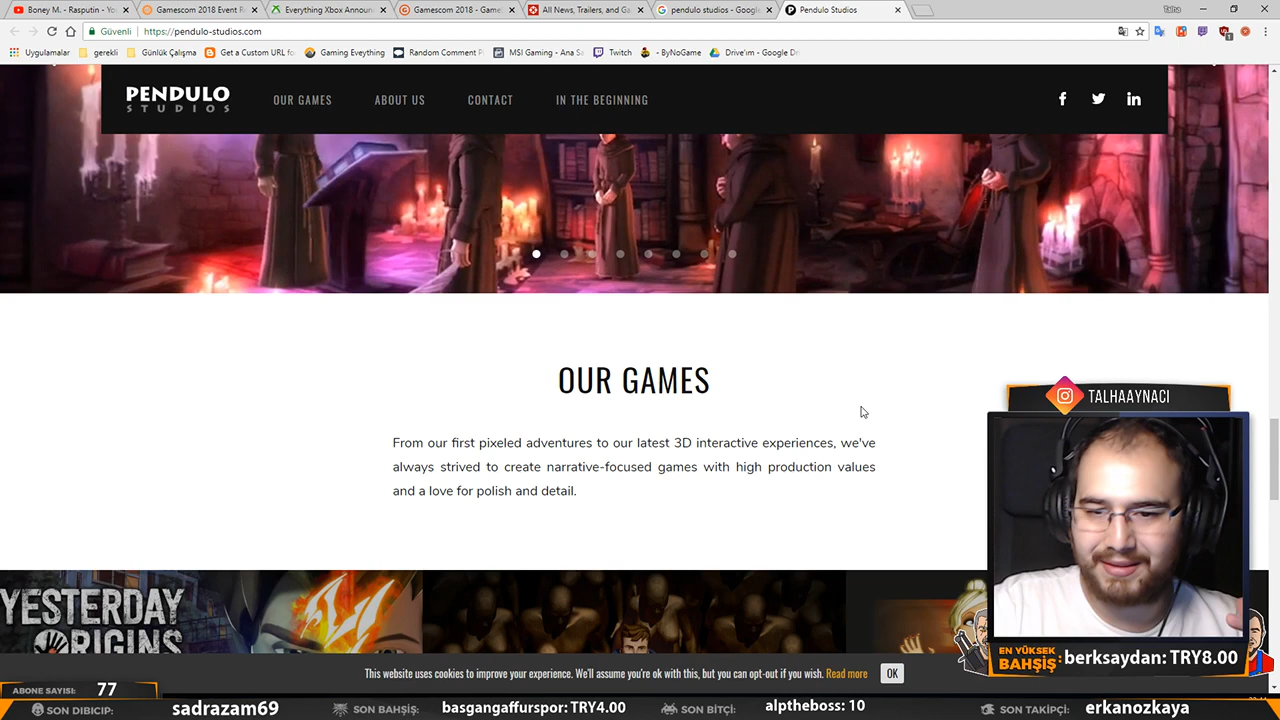 Boney M. - Rasputin - Yo
Gamescom 2018 Event R
Everything Xbox Announ
Gamescom 2018 - Game
All News, Trailers, and Ga
pendulo studios - Google
Pendulo Studios
Talha
Güvenli https://pendulo-studios.com
Uygulamalar
gerekli
Günlük Çalışma
Get a Custom URL fo
Gaming Eveything
Random Comment P
MSI Gaming - Ana Sa
Twitch
- ByNoGame
Drive'ım - Google Dr
PENDULO
STUDIOS
OUR GAMES
ABOUT US
CONTACT
IN THE BEGINNING
OUR GAMES
From our first pixeled adventures to our latest 3D interactive experiences, we've
always strived to create narrative-focused games with high production values
and a love for polish and detail.
TALHAAYNACI
YESTERDAY
ORIGINS
This website uses cookies to improve your experience. We'll assume you're ok with this, but you can opt-out if you wish. Read more
OK
EN YÜKSEK
BAHŞİŞ : berksaydan: TRY8.00
ABONE SAYISI: 77
SON DIBICIP: sadrazam69
SON BAHŞİŞ: basgangaffurspr: TRY4.00
SON BİTÇİ: alptheboss: 10
SON TAKİPÇİ: erkanozkaya